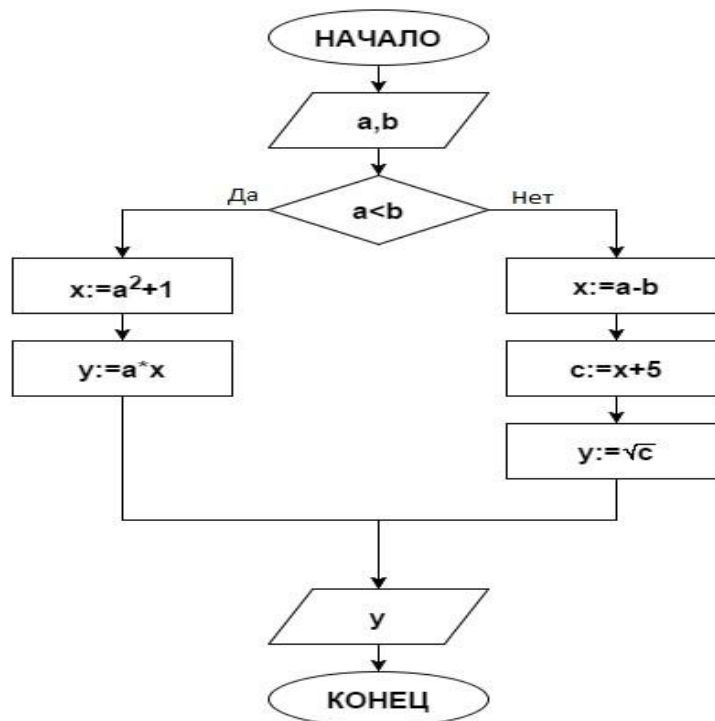 НАЧАЛО
a,b
a<b
Да
Нет
x:=a²+1
y:=a*x
x:=a-b
c:=x+5
y:=√c
y
КОНЕЦ